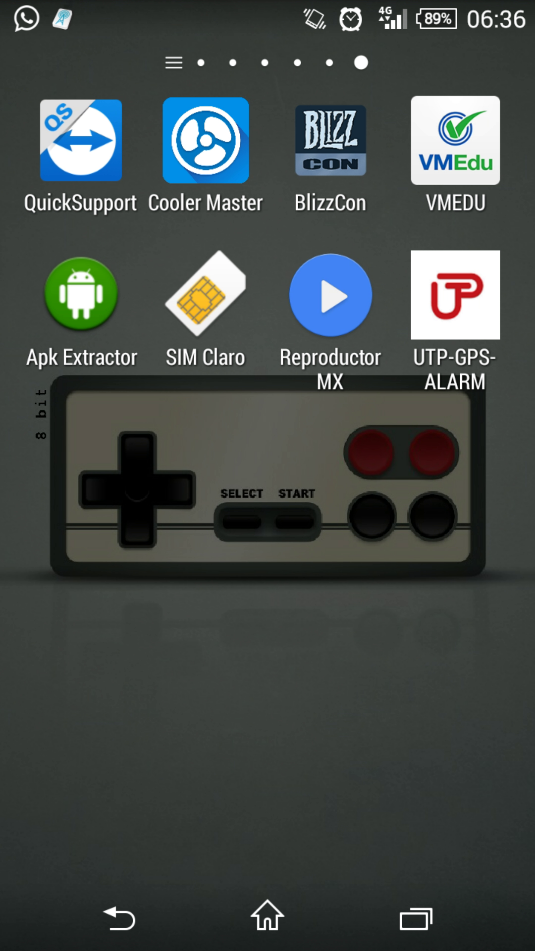 4G 89% 06:36
QS
BLIZZ
CON
VMEdu
QuickSupport Cooler Master BlizzCon VMEDU
UTP
Apk Extractor SIM Claro Reproductor MX UTP-GPS-ALARM
8 bit
SELECT START